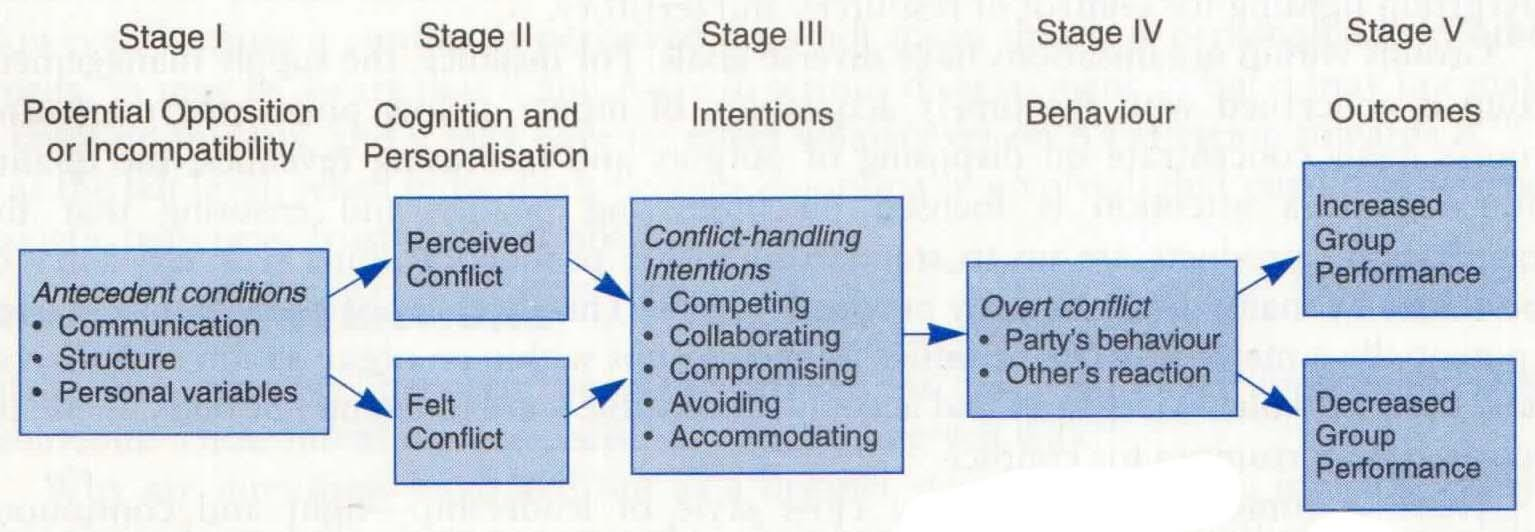 Stage I
Stage II
Stage III
Stage IV
Stage V
Potential Opposition
or Incompatibility
Cognition and
Personalisation
Intentions
Behaviour
Outcomes
Antecedent conditions
• Communication
• Structure
• Personal variables
Perceived
Conflict
Felt
Conflict
Conflict-handling
Intentions
• Competing
• Collaborating
• Compromising
• Avoiding
• Accommodating
Overt conflict
• Party's behaviour
• Other's reaction
Increased
Group
Performance
Decreased
Group
Performance